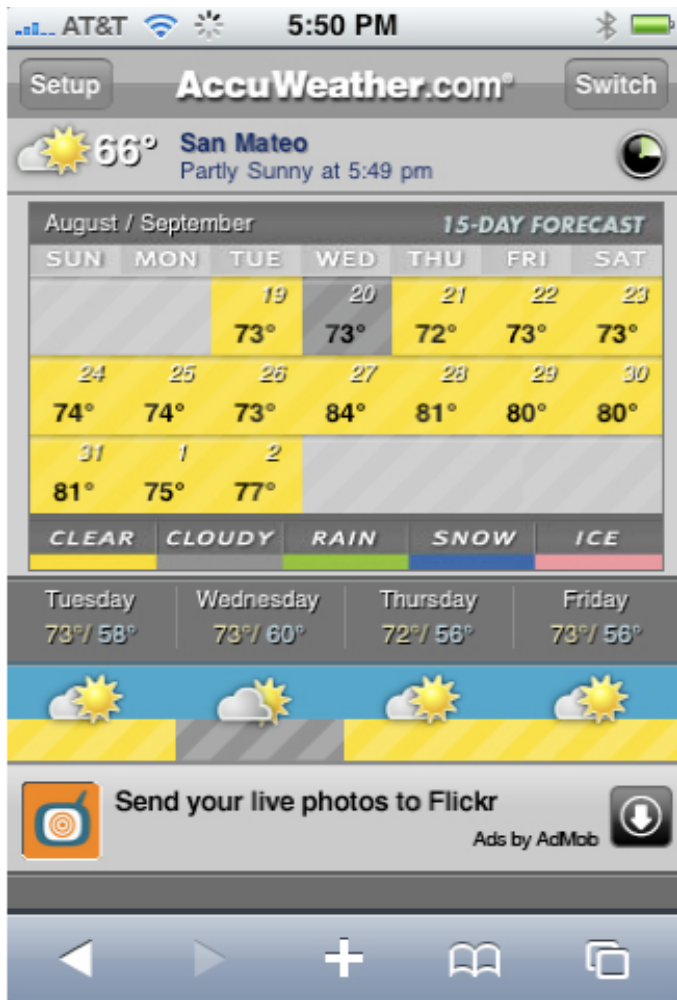 AT&T 5:50 PM
Setup AccuWeather.com® Switch
66° San Mateo
Partly Sunny at 5:49 pm
August / September 15-DAY FORECAST
SUN MON TUE WED THU FRI SAT
19 20 21 22 23
73° 73° 72° 73° 73°
24 25 26 27 28 29 30
74° 74° 73° 84° 81° 80° 80°
31 1 2
81° 75° 77°
CLEAR CLOUDY RAIN SNOW ICE
Tuesday Wednesday Thursday Friday
73°/ 58° 73°/ 60° 72°/ 56° 73°/ 56°
Send your live photos to Flickr
Ads by AdMob